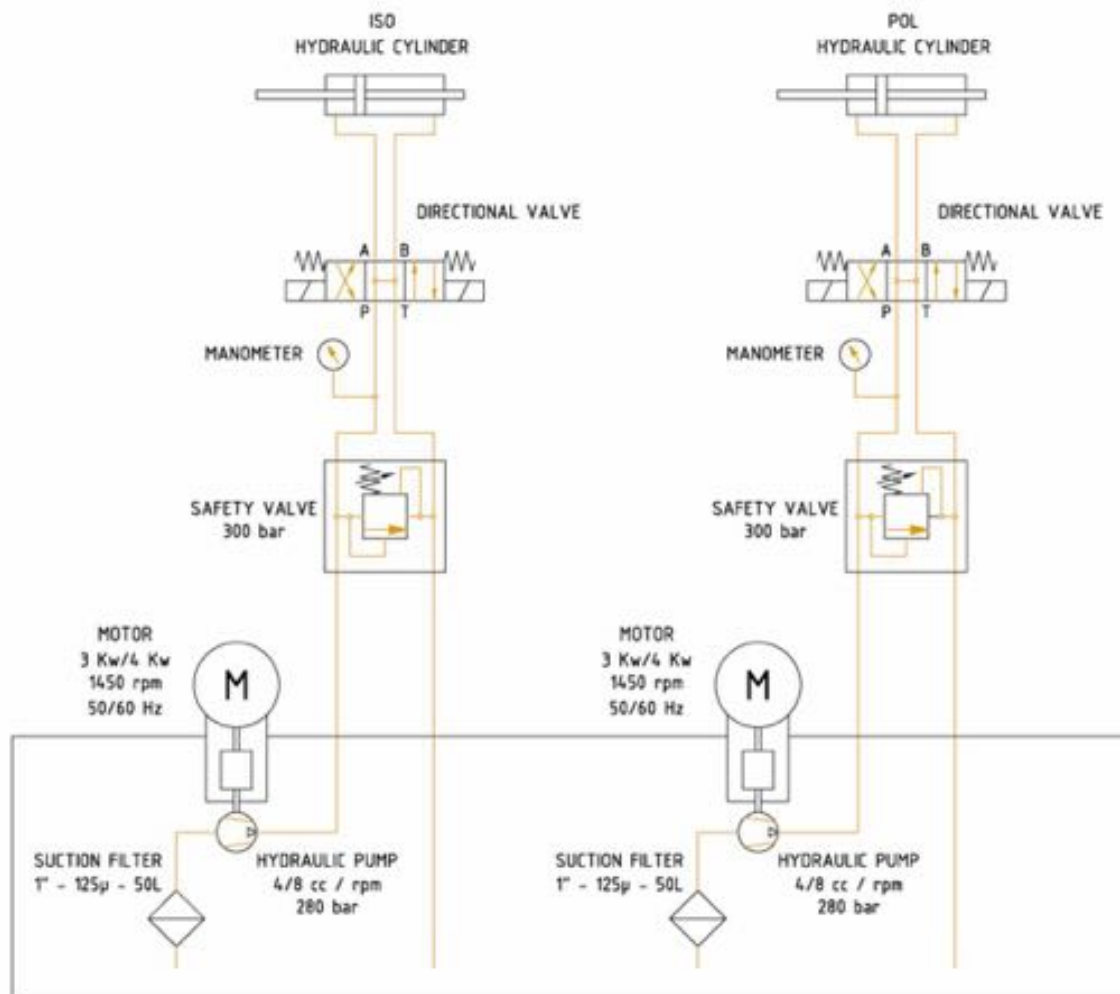 ISO
HYDRAULIC CYLINDER
POL
HYDRAULIC CYLINDER
DIRECTIONAL VALVE
DIRECTIONAL VALVE
A B
P T
A B
P T
MANOMETER
MANOMETER
SAFETY VALVE
300 bar
SAFETY VALVE
300 bar
MOTOR
3 Kw/4 Kw
1450 rpm
50/60 Hz
M
MOTOR
3 Kw/4 Kw
1450 rpm
50/60 Hz
M
SUCTION FILTER
1" - 125µ - 50L
HYDRAULIC PUMP
4/8 cc / rpm
280 bar
SUCTION FILTER
1" - 125µ - 50L
HYDRAULIC PUMP
4/8 cc / rpm
280 bar